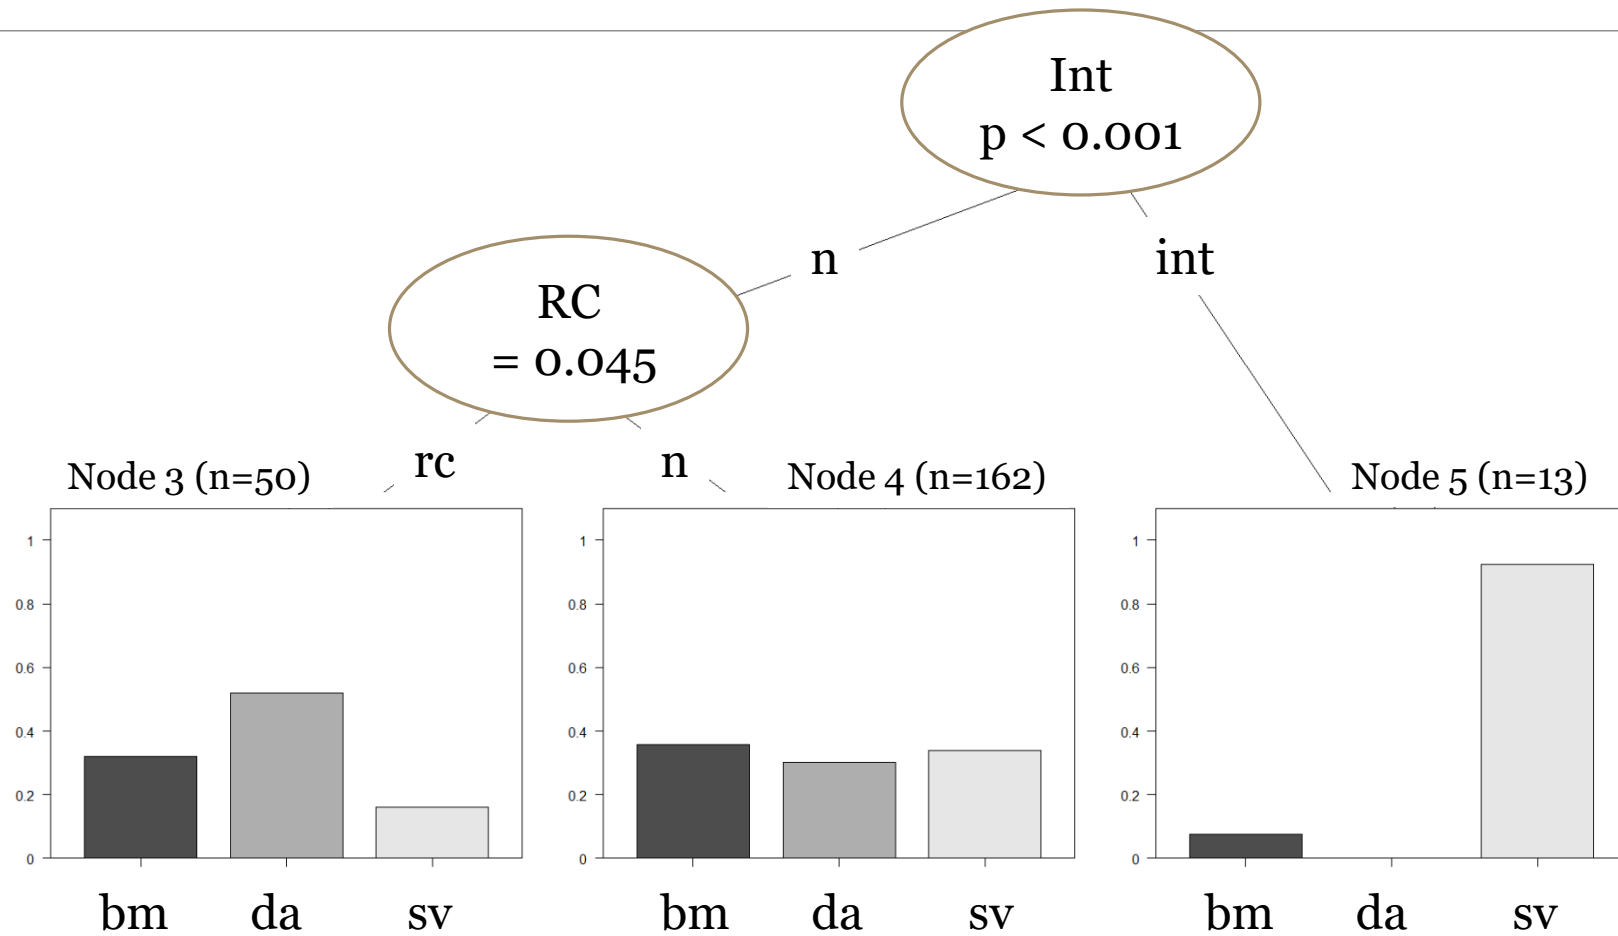 Int
p < 0.001
n
int
RC
= 0.045
rc
n
Node 3 (n=50)
Node 4 (n=162)
Node 5 (n=13)
1
0.8
0.6
0.4
0.2
0
bm da sv
1
0.8
0.6
0.4
0.2
0
bm da sv
1
0.8
0.6
0.4
0.2
0
bm da sv